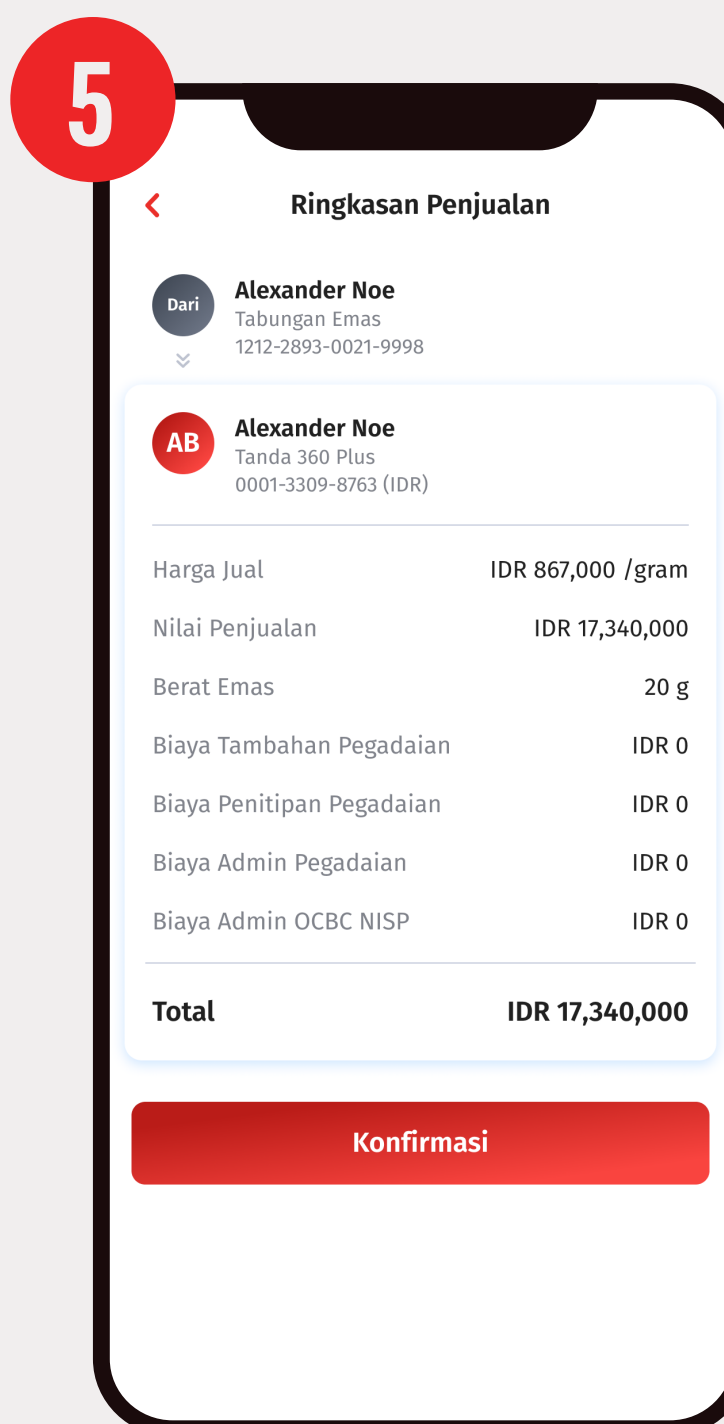 5
Ringkasan Penjualan
Dari
Alexander Noe
Tabungan Emas
1212-2893-0021-9998
AB
Alexander Noe
Tanda 360 Plus
0001-3309-8763 (IDR)
Harga Jual IDR 867,000 /gram
Nilai Penjualan IDR 17,340,000
Berat Emas 20 g
Biaya Tambahan Pegadaian IDR 0
Biaya Penitipan Pegadaian IDR 0
Biaya Admin Pegadaian IDR 0
Biaya Admin OCBC NISP IDR 0
Total IDR 17,340,000
Konfirmasi